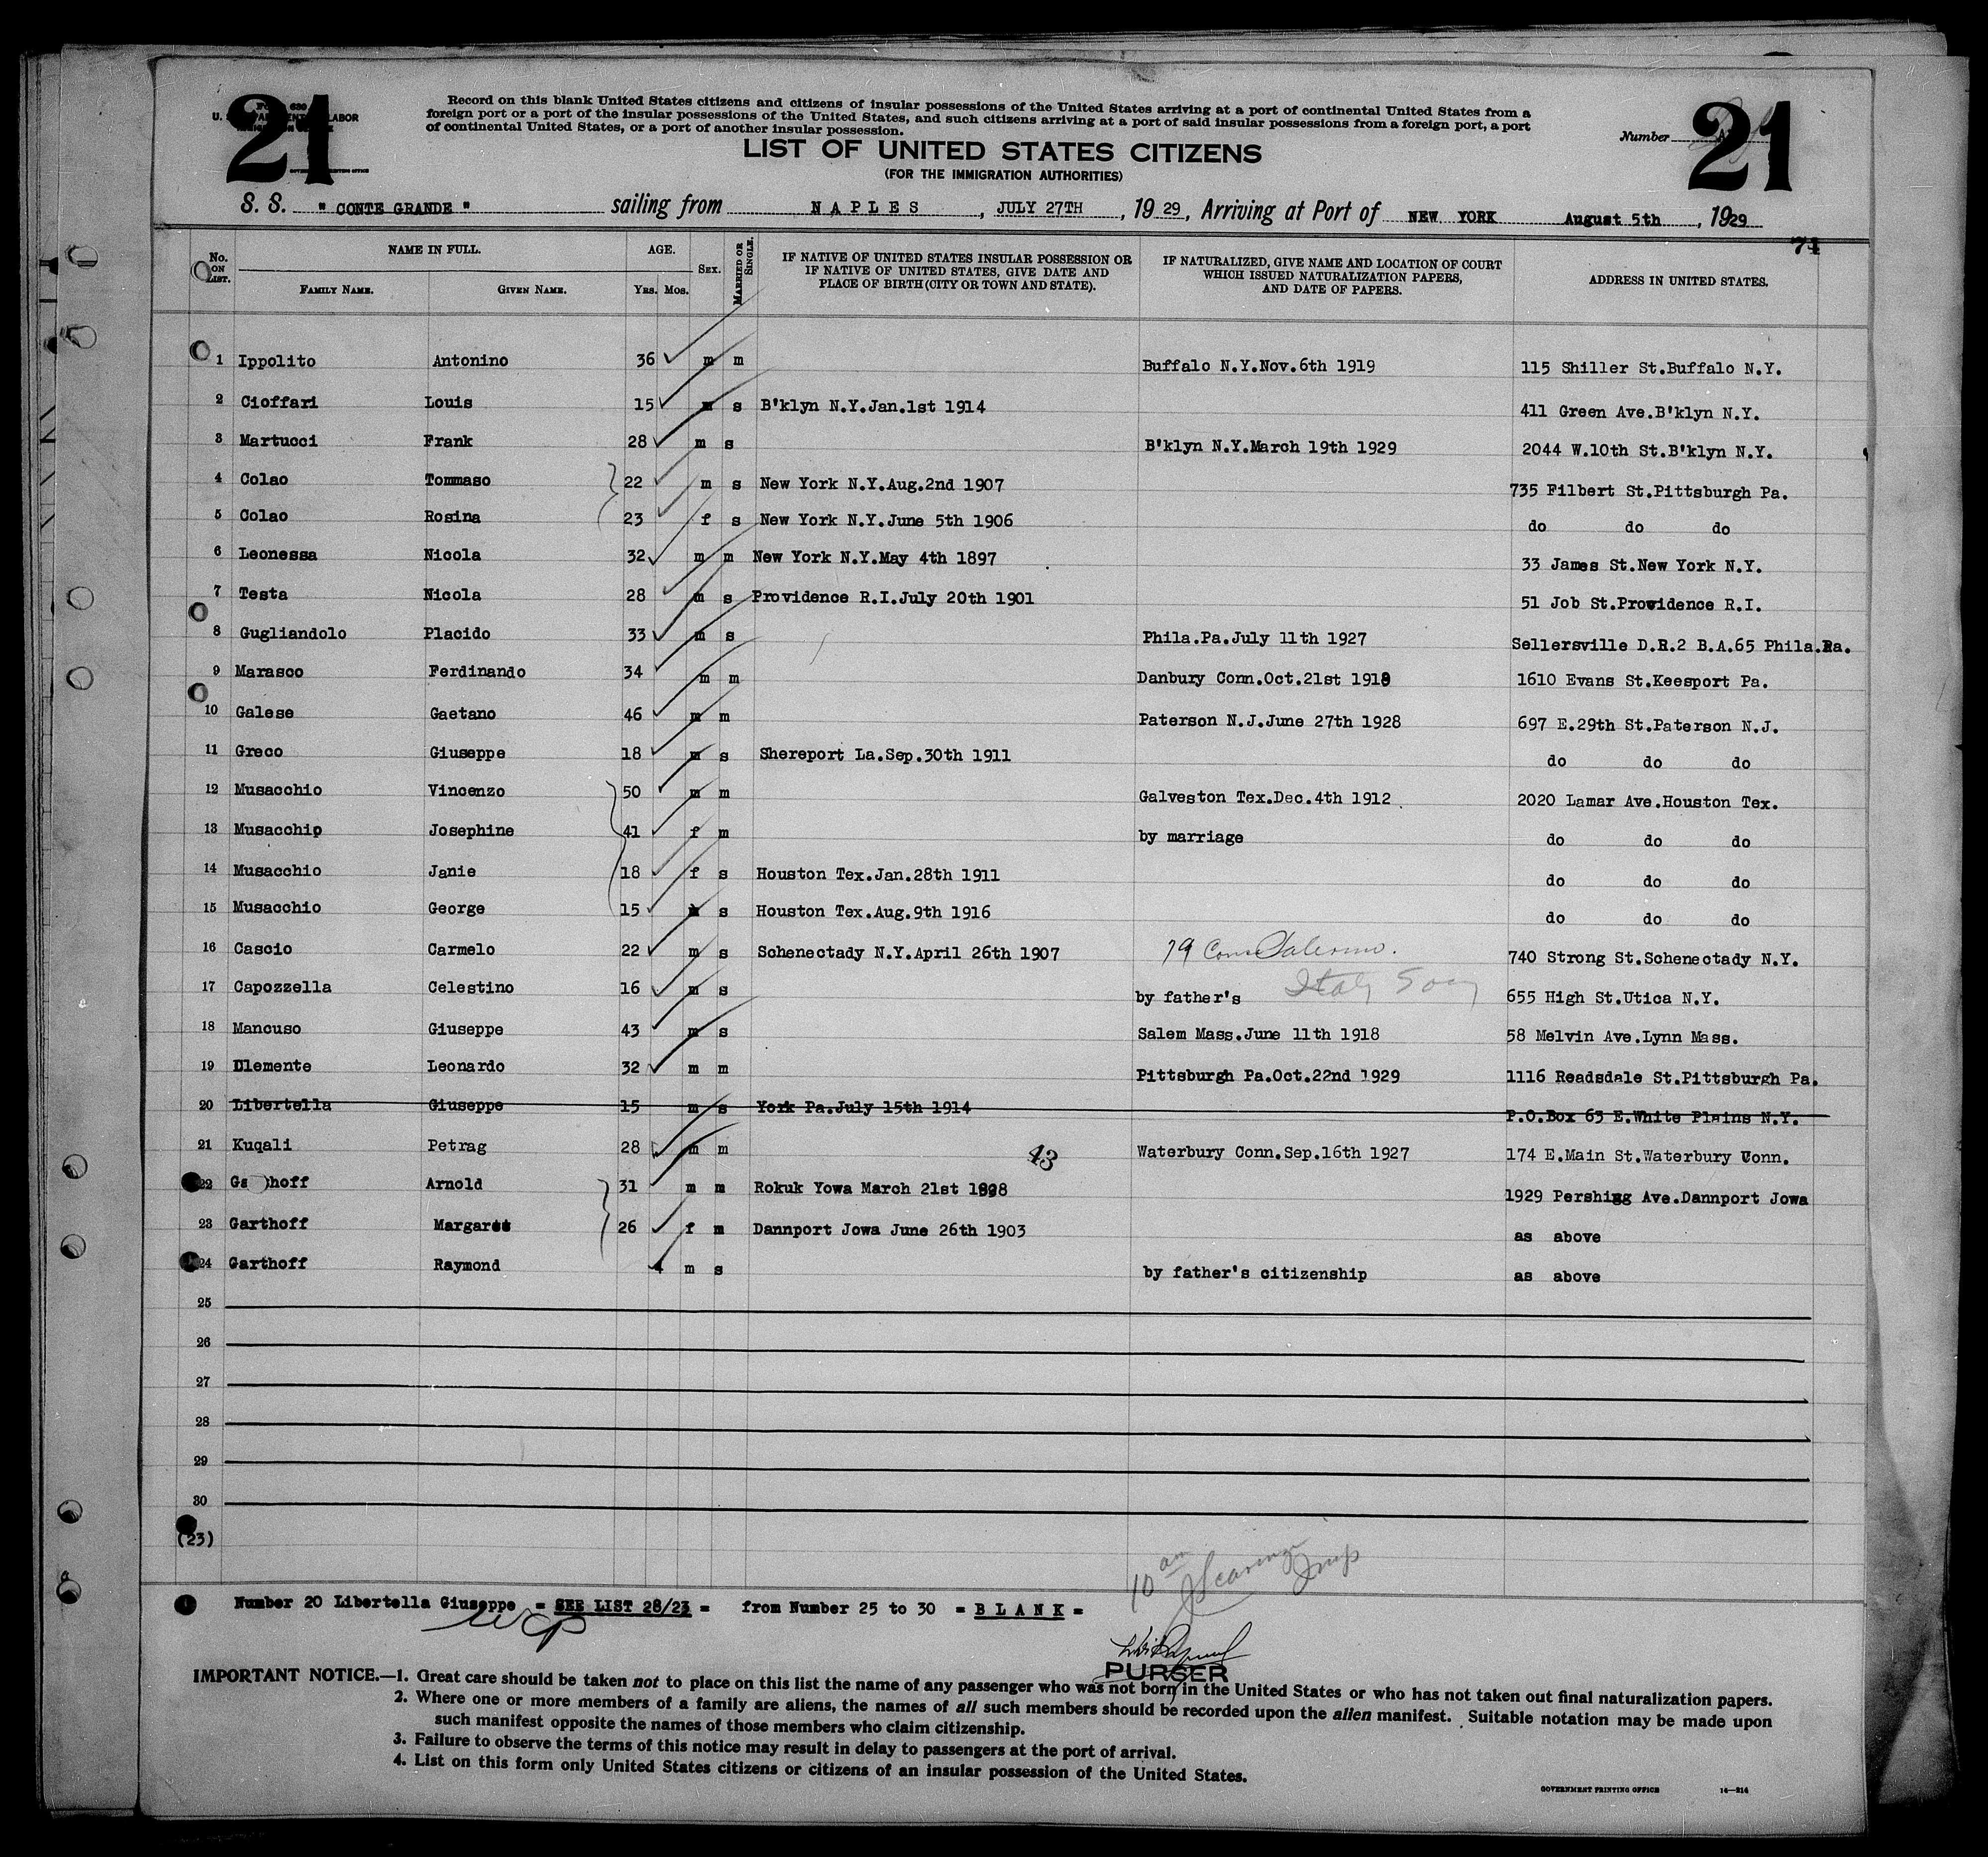 21
21
Record on this blank United States citizens and citizens of insular possessions of the United States arriving at a port of continental United States from a
foreign port or a port of the insular possessions of the United States, and such citizens arriving at a port of said insular possessions from a foreign port, a port
of continental United States, or a port of another insular possession.
Number
LIST OF UNITED STATES CITIZENS
(FOR THE IMMIGRATION AUTHORITIES)
S. S. " CONTE GRANDE " sailing from NAPLES, JULY 27TH, 1929, Arriving at Port of NEW YORK August 5th, 1929
74
No. ON LIST. NAME IN FULL. FAMILY NAME. GIVEN NAME. AGE. YRS. MOS. SEX. MARRIED OR SINGLE. IF NATIVE OF UNITED STATES INSULAR POSSESSION OR IF NATIVE OF UNITED STATES, GIVE DATE AND PLACE OF BIRTH (CITY OR TOWN AND STATE). IF NATURALIZED, GIVE NAME AND LOCATION OF COURT WHICH ISSUED NATURALIZATION PAPERS, AND DATE OF PAPERS. ADDRESS IN UNITED STATES.
1 Ippolito Antonino 36 m m Buffalo N.Y.Nov.6th 1919 115 Shiller St.Buffalo N.Y.
2 Cioffari Louis 15 m s B'klyn N.Y.Jan.1st 1914 411 Green Ave.B'klyn N.Y.
3 Martucci Frank 28 m s B'klyn N.Y.March 19th 1929 2044 W.10th St.B'klyn N.Y.
4 Colao Tommaso 22 m s New York N.Y.Aug.2nd 1907 735 Filbert St.Pittsburgh Pa.
5 Colao Rosina 23 f s New York N.Y.June 5th 1906 do do do
6 Leonessa Nicola 32 m m New York N.Y.May 4th 1897 33 James St.New York N.Y.
7 Testa Nicola 28 m s Providence R.I.July 20th 1901 51 Job St.Providence R.I.
8 Gugliandolo Placido 33 m s Phila.Pa.July 11th 1927 Sellersville D.R.2 B.A.65 Phila.Pa.
9 Marasco Ferdinando 34 m m Danbury Conn.Oct.21st 1918 1610 Evans St.Keesport Pa.
10 Galese Gaetano 46 m m Paterson N.J.June 27th 1928 697 E.29th St.Paterson N.J.
11 Greco Giuseppe 18 m s Shereport La.Sep.30th 1911 do do do
12 Musacchio Vincenzo 50 m m Galveston Tex.Dec.4th 1912 2020 Lamar Ave.Houston Tex.
13 Musacchio Josephine 41 f m by marriage do do do
14 Musacchio Janie 18 f s Houston Tex.Jan.28th 1911 do do do
15 Musacchio George 15 m s Houston Tex.Aug.9th 1916 do do do
16 Cascio Carmelo 22 m s Schenectady N.Y.April 26th 1907 740 Strong St.Schenectady N.Y.
17 Capozzella Celestino 16 m s by father's Italy 655 High St.Utica N.Y.
18 Mancuso Giuseppe 43 m s Salem Mass.June 11th 1918 58 Melvin Ave.Lynn Mass.
19 Dlemente Leonardo 32 m m Pittsburgh Pa.Oct.22nd 1929 1116 Readsdale St.Pittsburgh Pa.
20 Libertella Giuseppe 15 m s York Pa.July 15th 1914 P.O.Box 63 E.White Plains N.Y.
21 Kuqali Petrag 28 m m 43 Waterbury Conn.Sep.16th 1927 174 E.Main St.Waterbury Conn.
22 Ga hoff Arnold 31 m m Rokuk Yowa March 21st 1898 1929 Pershing Ave.Dannport Jowa
23 Garthoff Margaret 26 f m Dannport Jowa June 26th 1903 as above
24 Garthoff Raymond 4 m s by father's citizenship as above
25
26
27
28
29
30
(23)
10 am
Number 20 Libertella Giuseppe = SEE LIST 28/23 = from Number 25 to 30 = BLANK =
PURSER
IMPORTANT NOTICE.—1. Great care should be taken not to place on this list the name of any passenger who was not born in the United States or who has not taken out final naturalization papers.
2. Where one or more members of a family are aliens, the names of all such members should be recorded upon the alien manifest. Suitable notation may be made upon
such manifest opposite the names of those members who claim citizenship.
3. Failure to observe the terms of this notice may result in delay to passengers at the port of arrival.
4. List on this form only United States citizens or citizens of an insular possession of the United States.
GOVERNMENT PRINTING OFFICE 14—214